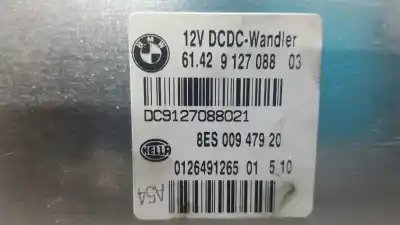 BMW
12V DCDC-Wandler
61.42 9 127 088 03
DC9127088021
8ES 009 479 20
HELLA
0126491265 01 5 10
A54